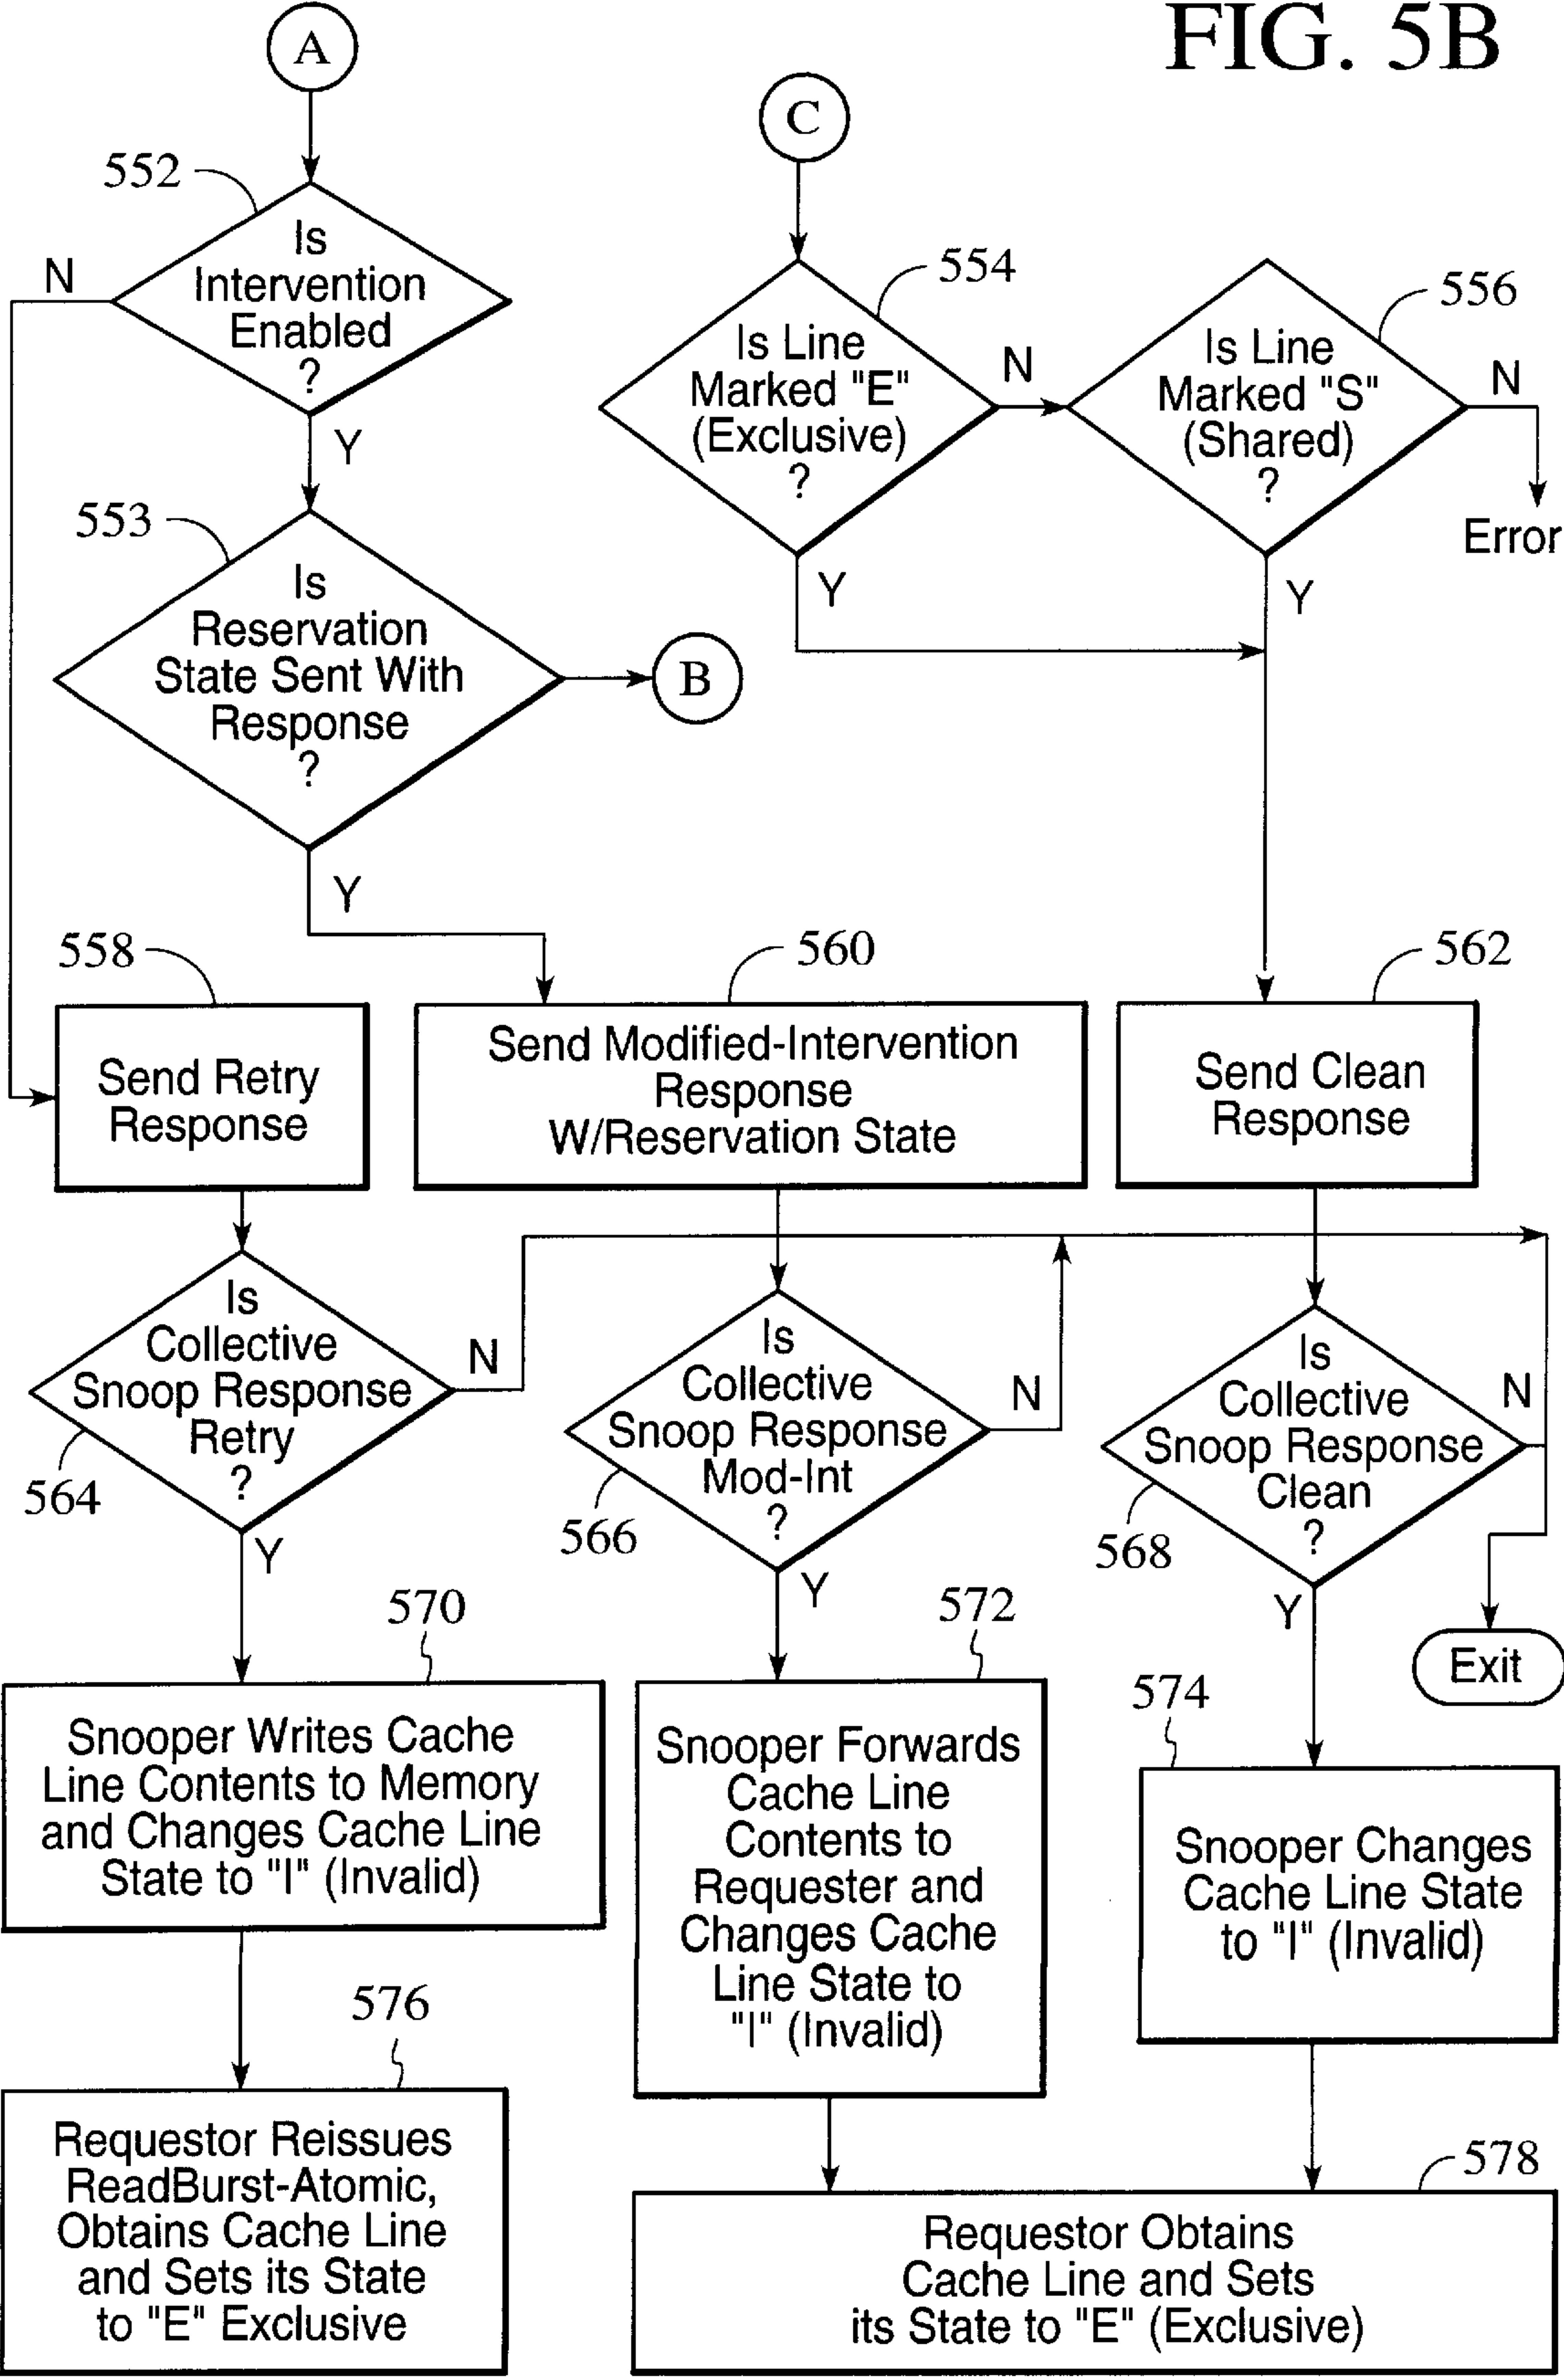 FIG. 5B
A
C
552
Is
Intervention
Enabled
?
N
Y
554
Is Line
Marked "E"
(Exclusive)
?
N
Y
556
Is Line
Marked "S"
(Shared)
?
N
Error
Y
553
Is
Reservation
State Sent With
Response
?
B
Y
558
Send Retry
Response
560
Send Modified-Intervention
Response
W/Reservation State
562
Send Clean
Response
Is
Collective
Snoop Response
Retry
?
564
N
Y
Is
Collective
Snoop Response
Mod-Int
?
566
N
Y
Is
Collective
Snoop Response
Clean
?
568
N
Y
Exit
570
Snooper Writes Cache
Line Contents to Memory
and Changes Cache Line
State to "I" (Invalid)
572
Snooper Forwards
Cache Line
Contents to
Requester and
Changes Cache
Line State to
"I" (Invalid)
574
Snooper Changes
Cache Line State
to "I" (Invalid)
576
Requestor Reissues
ReadBurst-Atomic,
Obtains Cache Line
and Sets its State
to "E" Exclusive
578
Requestor Obtains
Cache Line and Sets
its State to "E" (Exclusive)